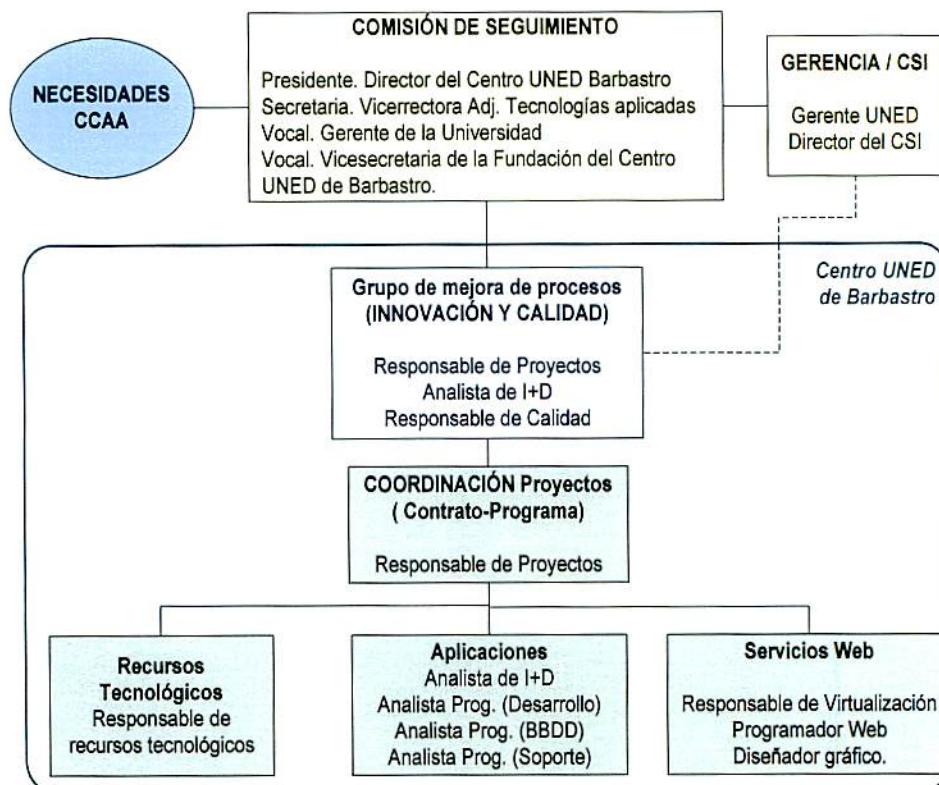 COMISIÓN DE SEGUIMIENTO
Presidente. Director del Centro UNED Barbastro
Secretaria. Vicerrectora Adj. Tecnologías aplicadas
Vocal. Gerente de la Universidad
Vocal. Vicesecretaria de la Fundación del Centro
UNED de Barbastro.
NECESIDADES
CCAA
GERENCIA / CSI
Gerente UNED
Director del CSI
Centro UNED
de Barbastro
Grupo de mejora de procesos
(INNOVACIÓN Y CALIDAD)
Responsable de Proyectos
Analista de I+D
Responsable de Calidad
COORDINACIÓN Proyectos
( Contrato-Programa)
Responsable de Proyectos
Recursos
Tecnológicos
Responsable de
recursos tecnológicos
Aplicaciones
Analista de I+D
Analista Prog. (Desarrollo)
Analista Prog. (BBDD)
Analista Prog. (Soporte)
Servicios Web
Responsable de Virtualización
Programador Web
Diseñador gráfico.